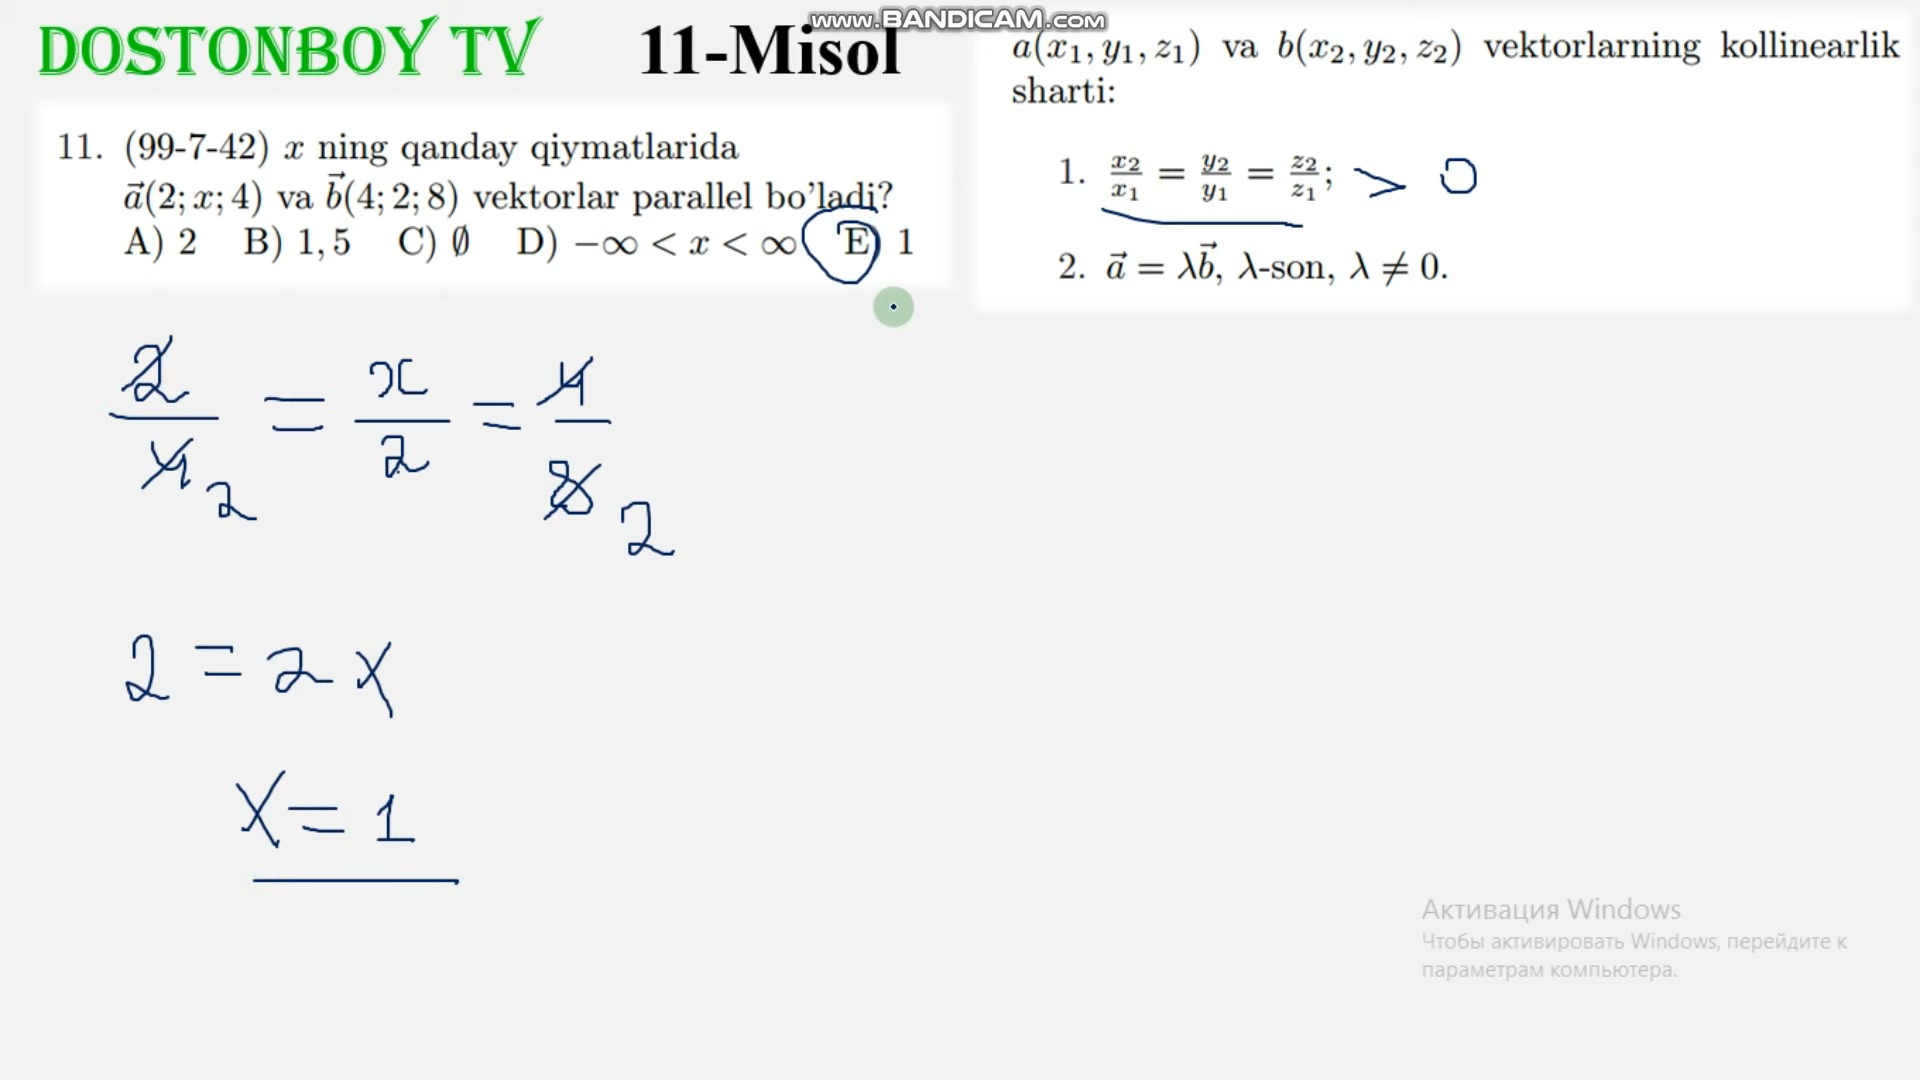 www.BANDICAM.com
DOSTONBOY TV
11-Misol
11. (99-7-42) x ning qanday qiymatlarida
a⃗(2; x; 4) va b⃗(4; 2; 8) vektorlar parallel bo'ladi?
A) 2 B) 1, 5 C) ∅ D) −∞ < x < ∞ E) 1
a(x₁, y₁, z₁) va b(x₂, y₂, z₂) vektorlarning kollinearlik
sharti:
1. x₂/x₁ = y₂/y₁ = z₂/z₁; > 0
2. a⃗ = λb⃗, λ-son, λ ≠ 0.
2/4 = x/2 = 4/8
2 2
2 = 2x
x = 1
Активация Windows
Чтобы активировать Windows, перейдите к
параметрам компьютера.